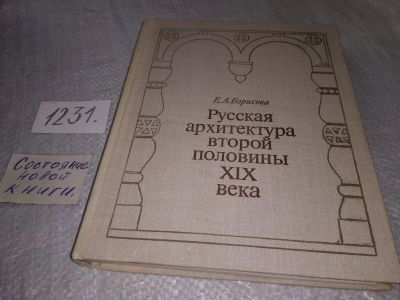 1231.
Состояние
новой
книги.
Е.А.Борисова
Русская
архитектура
второй
половины
XIX
века